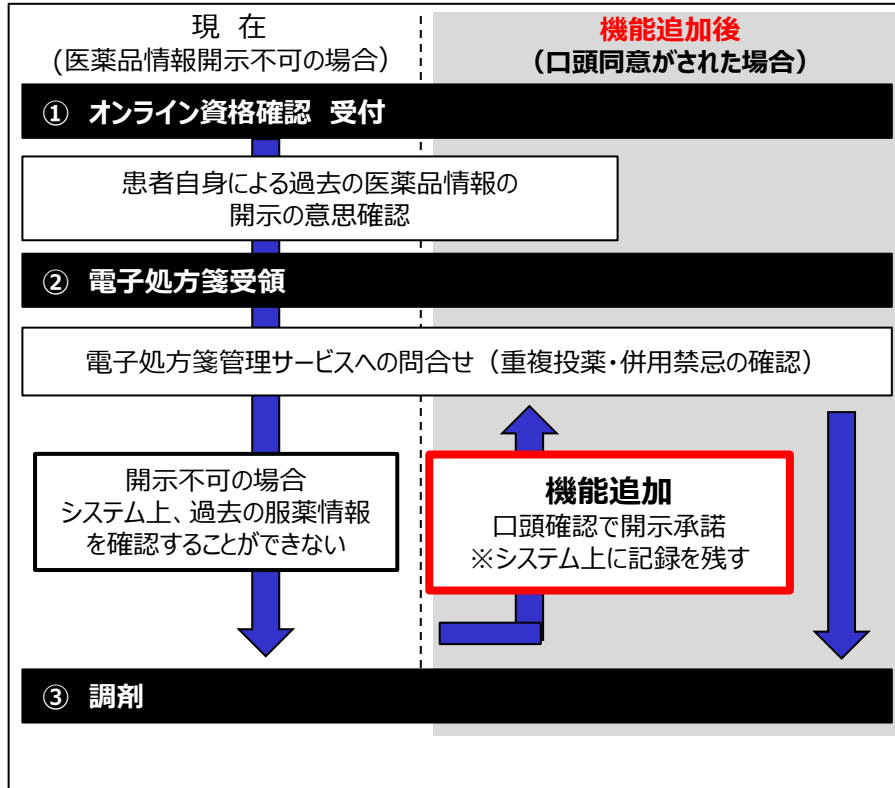 現 在
(医薬品情報開示不可の場合)
機能追加後
(口頭同意がされた場合)
① オンライン資格確認 受付
患者自身による過去の医薬品情報の
開示の意思確認
② 電子処方箋受領
電子処方箋管理サービスへの問合せ(重複投薬・併用禁忌の確認)
開示不可の場合
システム上、過去の服薬情報
を確認することができない
機能追加
口頭確認で開示承諾
※システム上に記録を残す
③ 調剤